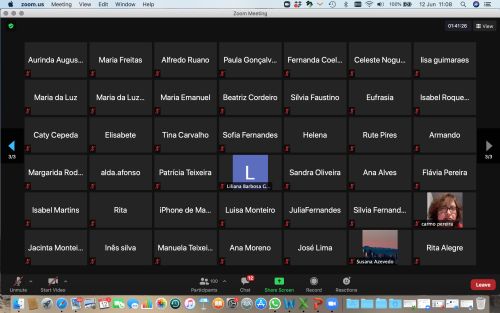 zoom.us Meeting View Edit Window Help 100% 12 Jun 11:08
Zoom Meeting
01:41:26 View
Aurinda Augus... Maria Freitas Alfredo Ruano Paula Gonçalv... Fernanda Coel... Celeste Nogu... lisa guimaraes
Maria da Luz Maria da Luz... Maria Emanuel Beatriz Cordeiro Sílvia Faustino Eufrasia Isabel Roque...
Caty Cepeda Elisabete Tina Carvalho Sofia Fernandes Helena Rute Pires Armando
3/3 3/3
Margarida Rod... alda.afonso Patrícia Teixeira L Sandra Oliveira Ana Alves Flávia Pereira
Liliana Barbosa G...
Isabel Martins Rita iPhone de Ma... Luisa Monteiro JuliaFernandes Silvia Fernand...
carmo pereira
Jacinta Montei... Inês silva Manuela Teixei... Ana Moreno José Lima Rita Alegre
Susana Azevedo
Unmute Start Video Participants 100 Chat 12 Share Screen Record Reactions Leave